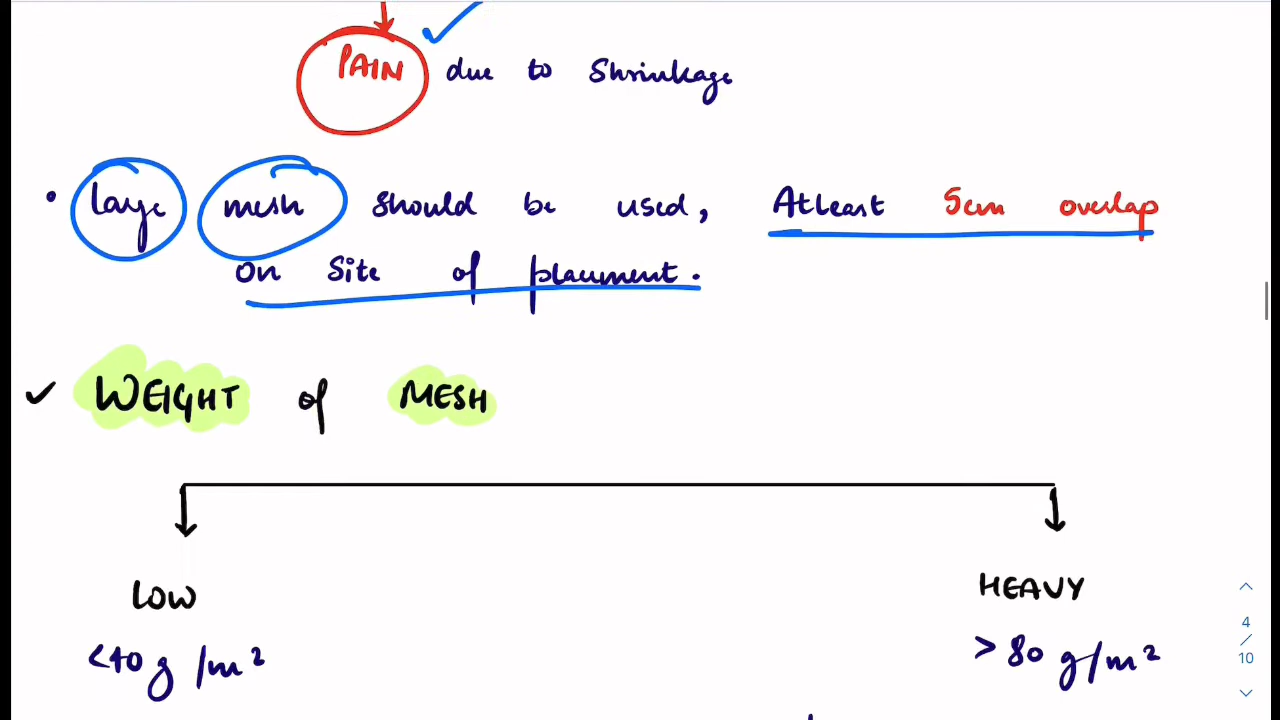 PAIN due to Shrinkage
• Large mesh should be used, Atleast 5cm overlap
on Site of placement.
✓ WEIGHT of MESH
LOW HEAVY
<40 g/m² >80 g/m²
4
/
10